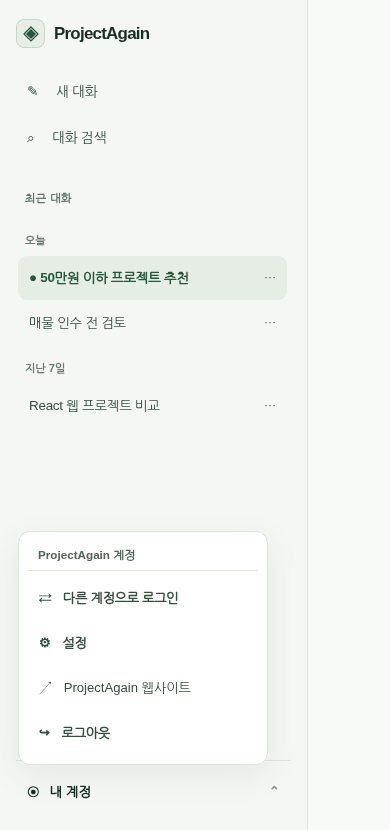 ProjectAgain
새 대화
대화 검색
최근 대화
오늘
● 50만원 이하 프로젝트 추천 ···
매물 인수 전 검토 ···
지난 7일
React 웹 프로젝트 비교 ···
ProjectAgain 계정
다른 계정으로 로그인
설정
ProjectAgain 웹사이트
로그아웃
내 계정